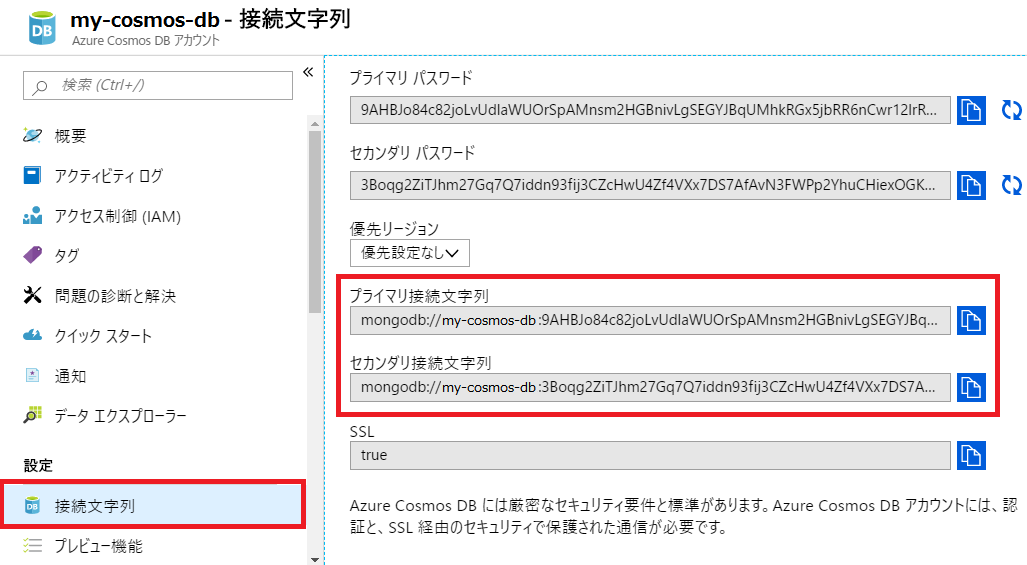 my-cosmos-db - 接続文字列
Azure Cosmos DB アカウント
検索 (Ctrl+/)
«
概要
アクティビティ ログ
アクセス制御 (IAM)
タグ
問題の診断と解決
クイック スタート
通知
データ エクスプローラー
設定
接続文字列
プレビュー機能
プライマリ パスワード
9AHBJo84c82joLvUdIaWUOrSpAMnsm2HGBnivLgSEGYJBqUMhkRGx5jbRR6nCwr12IrR...
セカンダリ パスワード
3Boqg2ZiTJhm27Gq7Q7iddn93fij3CZcHwU4Zf4VXx7DS7AfAvN3FWPp2YhuCHiexOGK...
優先リージョン
優先設定なし
プライマリ接続文字列
mongodb://my-cosmos-db:9AHBJo84c82joLvUdIaWUOrSpAMnsm2HGBnivLgSEGYJBq...
セカンダリ接続文字列
mongodb://my-cosmos-db:3Boqg2ZiTJhm27Gq7Q7iddn93fij3CZcHwU4Zf4VXx7DS7A...
SSL
true
Azure Cosmos DB には厳密なセキュリティ要件と標準があります。Azure Cosmos DB アカウントには、認
証と、SSL 経由のセキュリティで保護された通信が必要です。